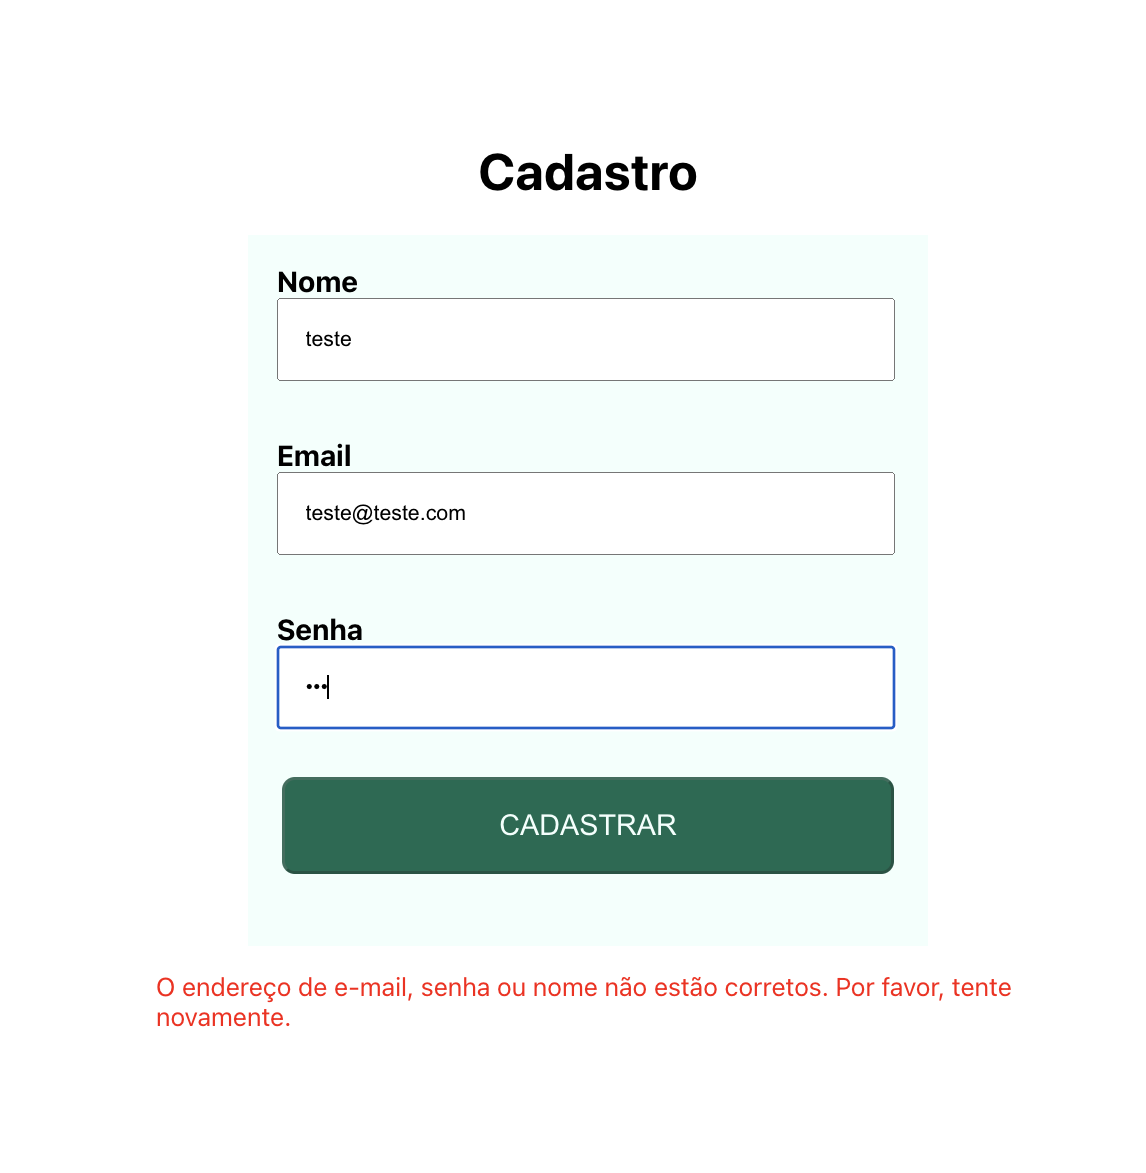 Cadastro
Nome
teste
Email
teste@teste.com
Senha
•••
CADASTRAR
O endereço de e-mail, senha ou nome não estão corretos. Por favor, tente
novamente.